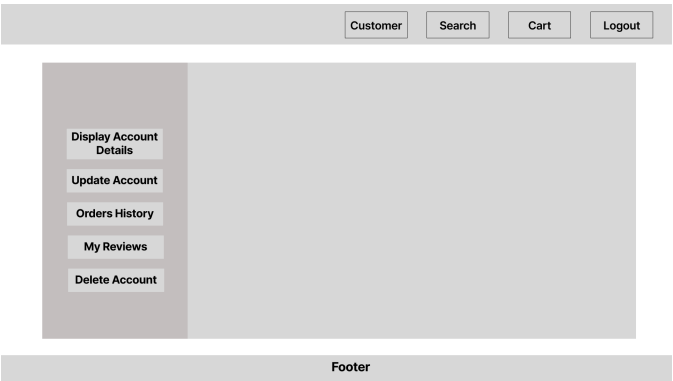 Customer
Search
Cart
Logout
Display Account
Details
Update Account
Orders History
My Reviews
Delete Account
Footer